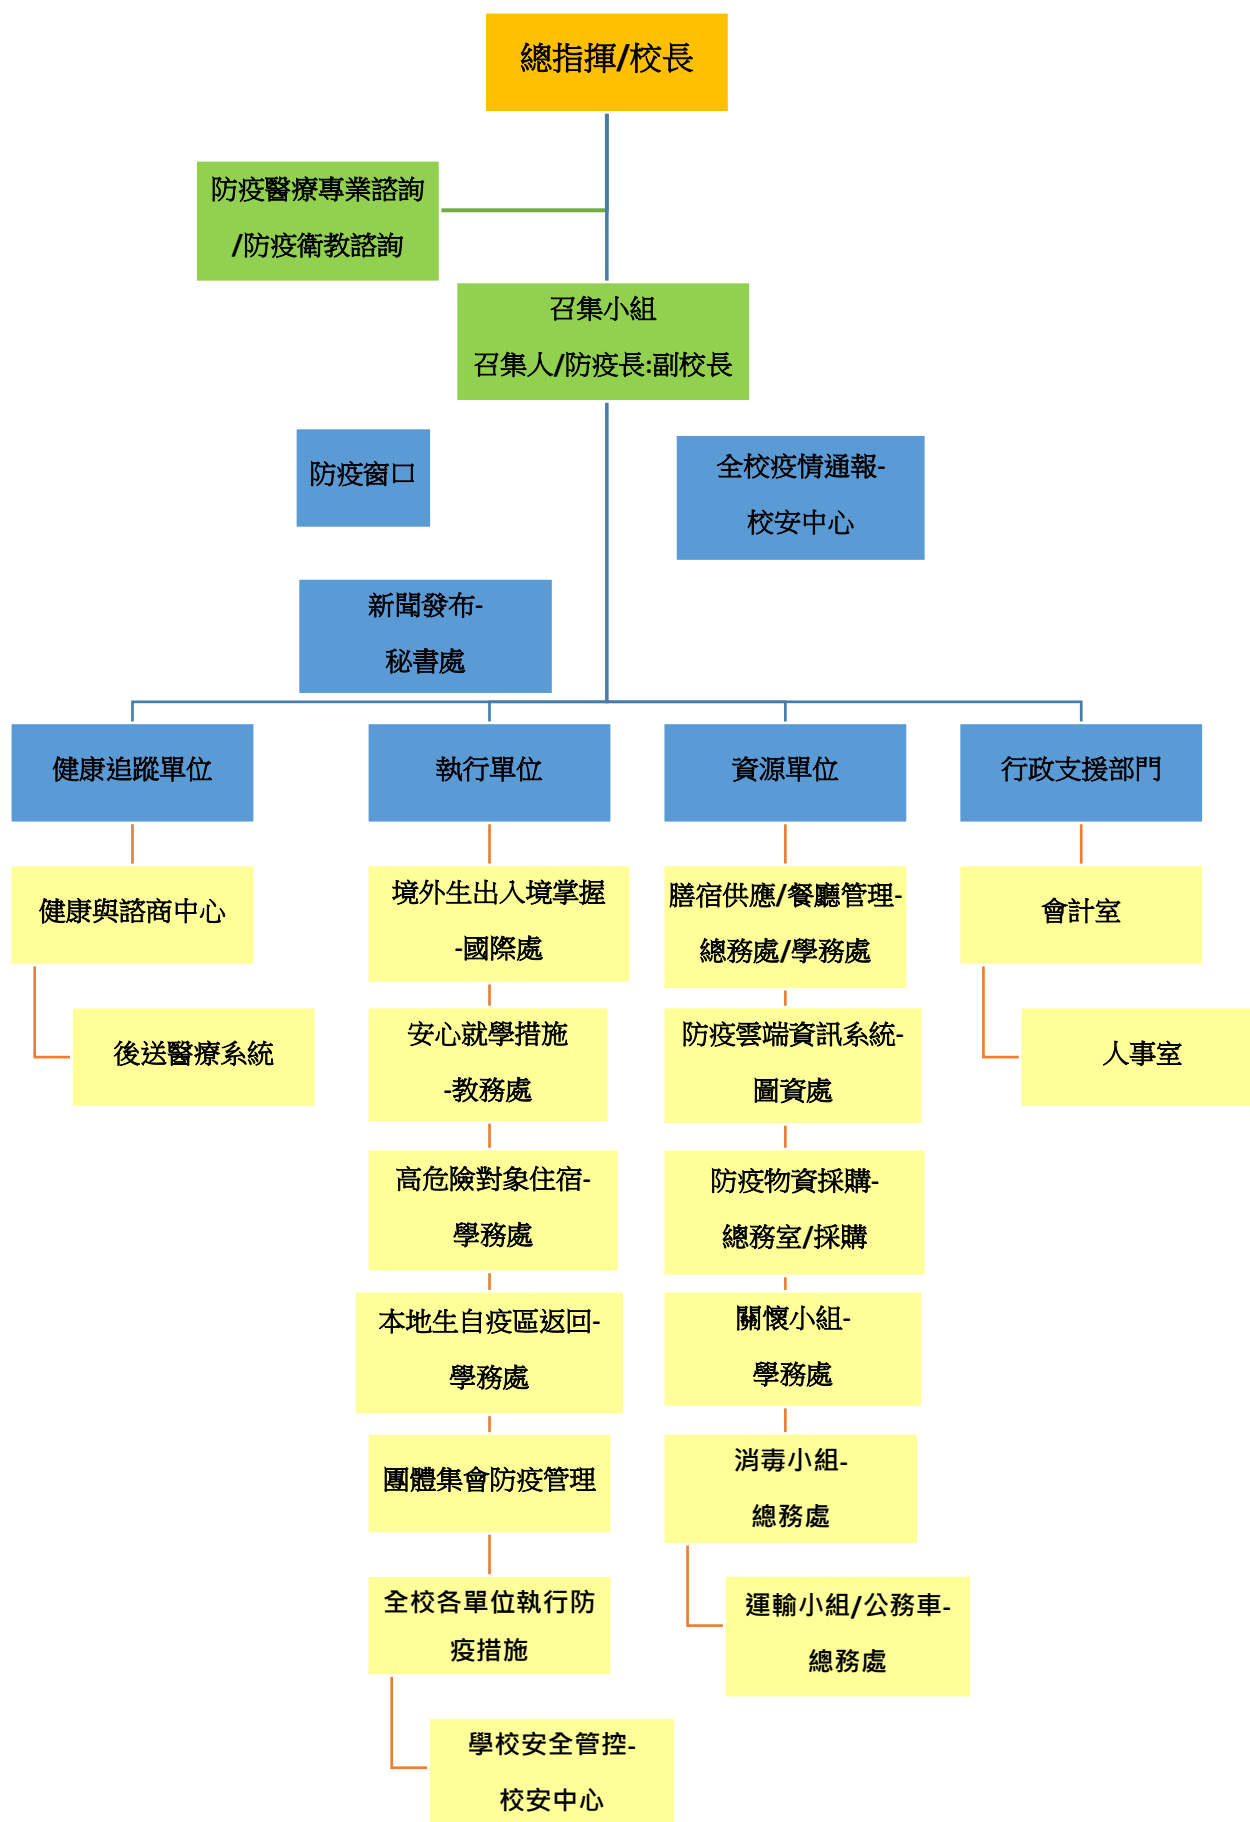 總指揮/校長
防疫醫療專業諮詢
/防疫衛教諮詢
召集小組
召集人/防疫長:副校長
防疫窗口
全校疫情通報-
校安中心
新聞發布-
秘書處
健康追蹤單位
執行單位
資源單位
行政支援部門
健康與諮商中心
後送醫療系統
境外生出入境掌握
-國際處
安心就學措施
-教務處
高危險對象住宿-
學務處
本地生自疫區返回-
學務處
團體集會防疫管理
全校各單位執行防
疫措施
學校安全管控-
校安中心
膳宿供應/餐廳管理-
總務處/學務處
防疫雲端資訊系統-
圖資處
防疫物資採購-
總務室/採購
關懷小組-
學務處
消毒小組-
總務處
運輸小組/公務車-
總務處
會計室
人事室